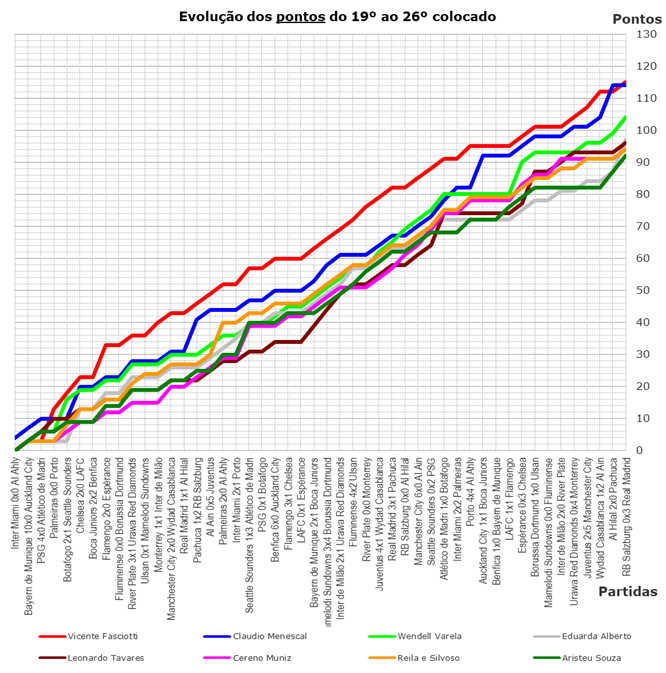 Evolução dos pontos do 19º ao 26º colocado
Pontos
130
120
110
100
90
80
70
60
50
40
30
20
10
0
Inter Miami 0x0 Al Ahly
Bayern de Munique 10x0 Auckland City
PSG 4x0 Atlético de Madri
Palmeiras 0x0 Porto
Botafogo 2x1 Seattle Sounders
Chelsea 2x0 LAFC
Boca Juniors 2x2 Benfica
Flamengo 2x0 Espérance
Fluminense 0x0 Borussia Dortmund
River Plate 3x1 Urawa Red Diamonds
Ulsan 0x1 Mamelodi Sundowns
Monterrey 1x1 Inter de Milão
Manchester City 2x0 Wydad Casablanca
Real Madrid 1x1 Al Hilal
Pachuca 1x2 RB Salzburg
Al Ain 0x5 Juventus
Palmeiras 2x0 Al Ahly
Inter Miami 2x1 Porto
Seattle Sounders 1x3 Atlético de Madri
PSG 0x1 Botafogo
Benfica 6x0 Auckland City
Flamengo 3x1 Chelsea
LAFC 0x1 Espérance
Bayern de Munique 2x1 Boca Juniors
amelodi Sundowns 3x4 Borussia Dortmund
Inter de Milão 2x1 Urawa Red Diamonds
Fluminense 4x2 Ulsan
River Plate 0x0 Monterrey
Juventus 4x1 Wydad Casablanca
Real Madrid 3x1 Pachuca
RB Salzburg 0x0 Al Hilal
Manchester City 6x0 Al Ain
Seattle Sounders 0x2 PSG
Atlético de Madrid 1x0 Botafogo
Inter Miami 2x2 Palmeiras
Porto 4x4 Al Ahly
Auckland City 1x1 Boca Juniors
Benfica 1x0 Bayern de Munique
LAFC 1x1 Flamengo
Espérance 0x3 Chelsea
Borussia Dortmund 1x0 Ulsan
Mamelodi Sundowns 0x0 Fluminense
Inter de Milão 2x0 River Plate
Urawa Red Diamonds 0x4 Monterrey
Juventus 2x5 Manchester City
Wydad Casablanca 1x2 Al Ain
Al Hilal 2x0 Pachuca
RB Salzburg 0x3 Real Madrid
Partidas
Vicente Fasciotti
Claudio Menescal
Wendell Varela
Eduarda Alberto
Leonardo Tavares
Cereno Muniz
Reila e Silvoso
Aristeu Souza